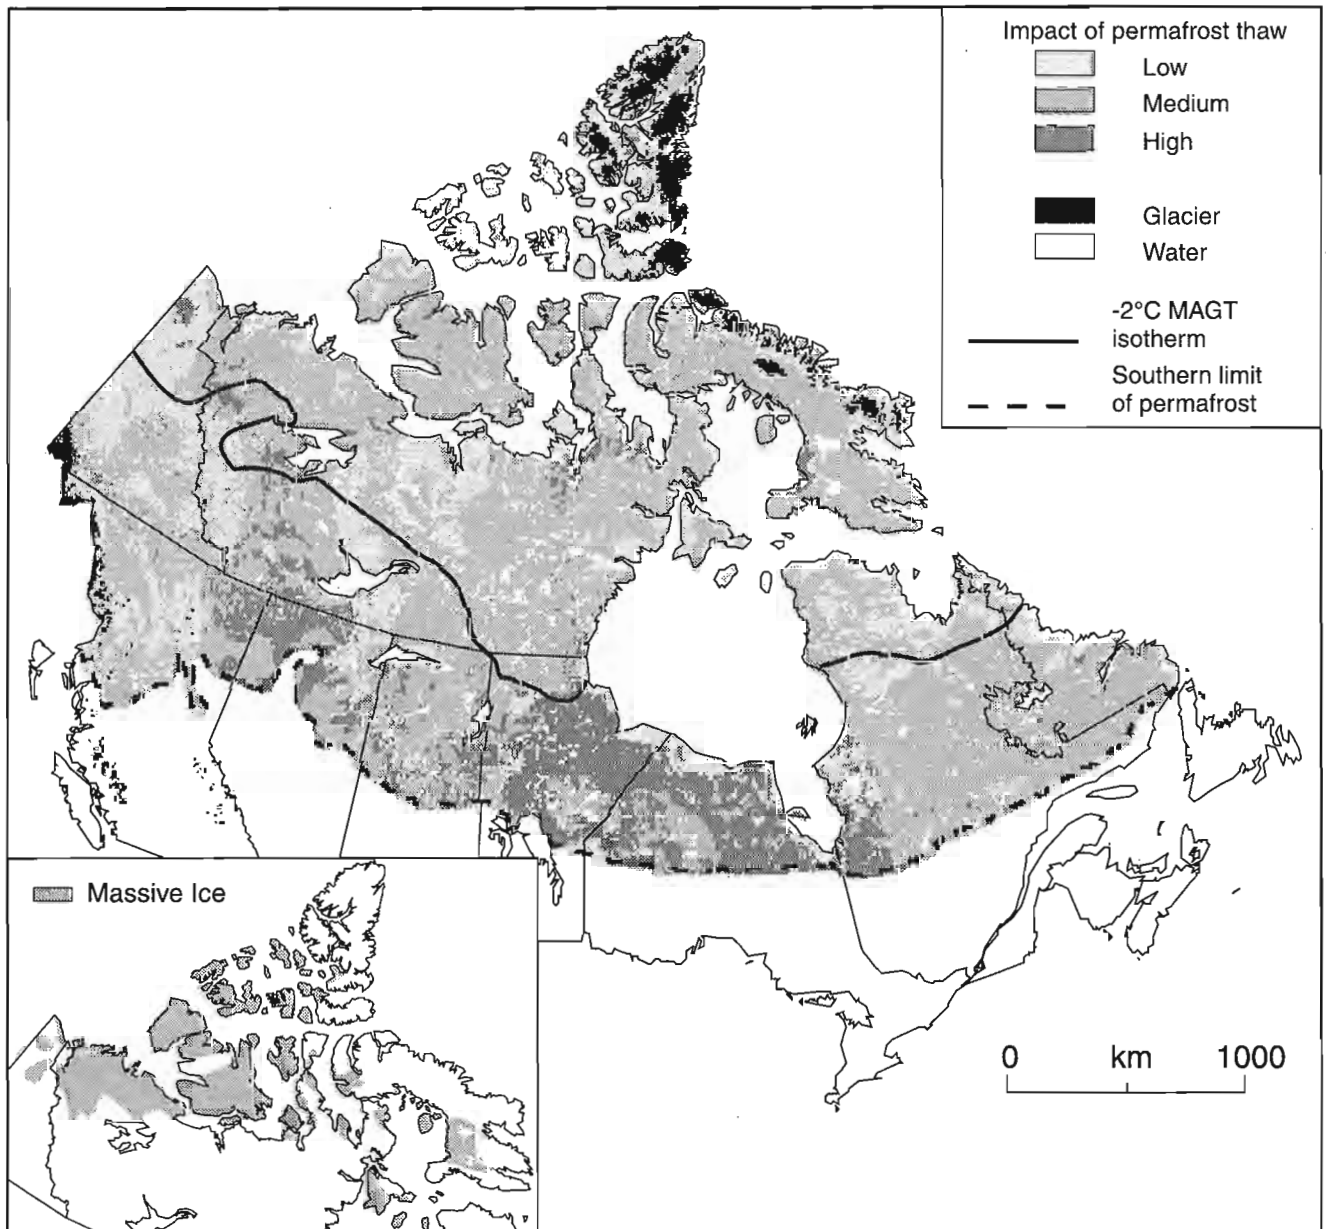 Impact of permafrost thaw
Low
Medium
High
Glacier
Water
-2°C MAGT
isotherm
Southern limit
of permafrost
Massive Ice
0 km 1000